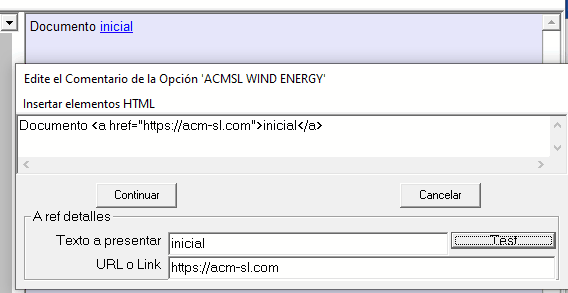 Documento inicial
Edite el Comentario de la Opción 'ACMSL WIND ENERGY'
Insertar elementos HTML
Documento <a href="https://acm-sl.com">inicial</a>
Continuar
Cancelar
A ref detalles
Texto a presentar
inicial
Test
URL o Link
https://acm-sl.com